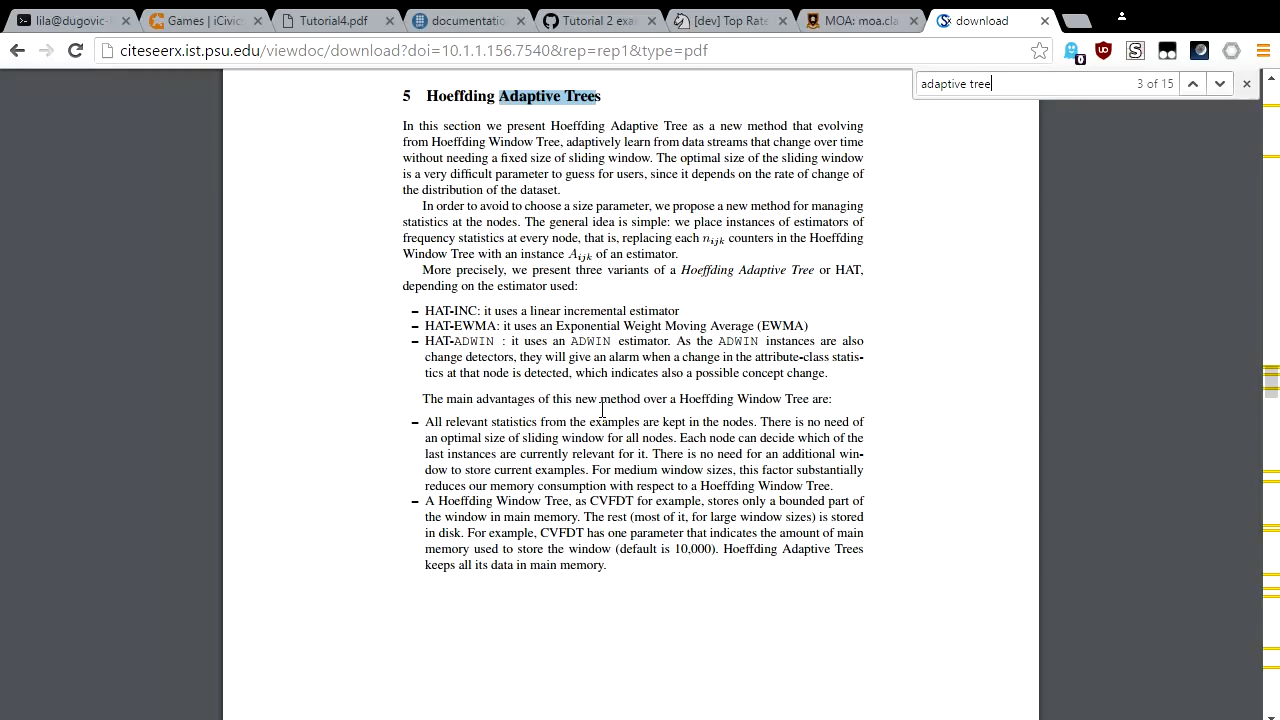 lila@dugovic-
Games | iCivic
Tutorial4.pdf
documentatio
Tutorial 2 exa
[dev] Top Rate
MOA: moa.cla
download
citeseerx.ist.psu.edu/viewdoc/download?doi=10.1.1.156.7540&rep=rep1&type=pdf
adaptive tree
3 of 15
5 Hoeffding Adaptive Trees
In this section we present Hoeffding Adaptive Tree as a new method that evolving
from Hoeffding Window Tree, adaptively learn from data streams that change over time
without needing a fixed size of sliding window. The optimal size of the sliding window
is a very difficult parameter to guess for users, since it depends on the rate of change of
the distribution of the dataset.
In order to avoid to choose a size parameter, we propose a new method for managing
statistics at the nodes. The general idea is simple: we place instances of estimators of
frequency statistics at every node, that is, replacing each nijk counters in the Hoeffding
Window Tree with an instance Aijk of an estimator.
More precisely, we present three variants of a Hoeffding Adaptive Tree or HAT,
depending on the estimator used:
– HAT-INC: it uses a linear incremental estimator
– HAT-EWMA: it uses an Exponential Weight Moving Average (EWMA)
– HAT-ADWIN : it uses an ADWIN estimator. As the ADWIN instances are also
change detectors, they will give an alarm when a change in the attribute-class statis-
tics at that node is detected, which indicates also a possible concept change.
The main advantages of this new method over a Hoeffding Window Tree are:
– All relevant statistics from the examples are kept in the nodes. There is no need of
an optimal size of sliding window for all nodes. Each node can decide which of the
last instances are currently relevant for it. There is no need for an additional win-
dow to store current examples. For medium window sizes, this factor substantially
reduces our memory consumption with respect to a Hoeffding Window Tree.
– A Hoeffding Window Tree, as CVFDT for example, stores only a bounded part of
the window in main memory. The rest (most of it, for large window sizes) is stored
in disk. For example, CVFDT has one parameter that indicates the amount of main
memory used to store the window (default is 10,000). Hoeffding Adaptive Trees
keeps all its data in main memory.